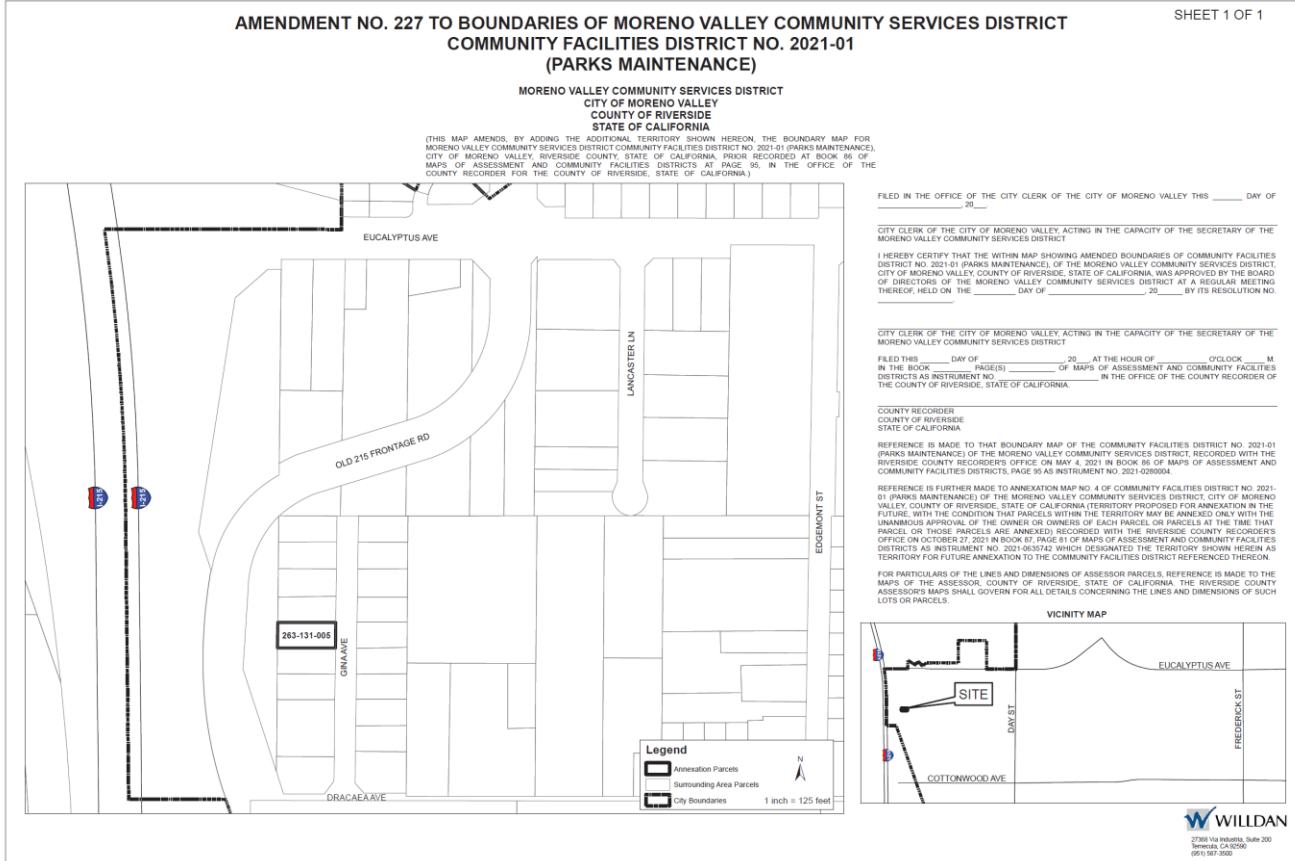 SHEET 1 OF 1
AMENDMENT NO. 227 TO BOUNDARIES OF MORENO VALLEY COMMUNITY SERVICES DISTRICT
COMMUNITY FACILITIES DISTRICT NO. 2021-01
(PARKS MAINTENANCE)
MORENO VALLEY COMMUNITY SERVICES DISTRICT
CITY OF MORENO VALLEY
COUNTY OF RIVERSIDE
STATE OF CALIFORNIA
(THIS MAP AMENDS, BY ADDING THE ADDITIONAL TERRITORY SHOWN HEREON, THE BOUNDARY MAP FOR
MORENO VALLEY COMMUNITY SERVICES DISTRICT COMMUNITY FACILITIES DISTRICT NO. 2021-01 (PARKS MAINTENANCE),
CITY OF MORENO VALLEY, RIVERSIDE COUNTY, STATE OF CALIFORNIA, PRIOR RECORDED AT BOOK 86 OF
MAPS OF ASSESSMENT AND COMMUNITY FACILITIES DISTRICTS AT PAGE 95, IN THE OFFICE OF THE
COUNTY RECORDER FOR THE COUNTY OF RIVERSIDE, STATE OF CALIFORNIA.)
EUCALYPTUS AVE
LANCASTER LN
OLD 215 FRONTAGE RD
I-215
I-215
EDGEMONT ST
263-131-005
GINA AVE
DRACAEA AVE
Legend
Annexation Parcels
Surrounding Area Parcels
City Boundaries
N
1 inch = 125 feet
FILED IN THE OFFICE OF THE CITY CLERK OF THE CITY OF MORENO VALLEY THIS ______ DAY OF
_________________, 20___.
CITY CLERK OF THE CITY OF MORENO VALLEY, ACTING IN THE CAPACITY OF THE SECRETARY OF THE
MORENO VALLEY COMMUNITY SERVICES DISTRICT
I HEREBY CERTIFY THAT THE WITHIN MAP SHOWING AMENDED BOUNDARIES OF COMMUNITY FACILITIES
DISTRICT NO. 2021-01 (PARKS MAINTENANCE), OF THE MORENO VALLEY COMMUNITY SERVICES DISTRICT,
CITY OF MORENO VALLEY, COUNTY OF RIVERSIDE, STATE OF CALIFORNIA, WAS APPROVED BY THE BOARD
OF DIRECTORS OF THE MORENO VALLEY COMMUNITY SERVICES DISTRICT AT A REGULAR MEETING
THEREOF, HELD ON THE ________ DAY OF ____________________, 20_____ BY ITS RESOLUTION NO.
_______________.
CITY CLERK OF THE CITY OF MORENO VALLEY, ACTING IN THE CAPACITY OF THE SECRETARY OF THE
MORENO VALLEY COMMUNITY SERVICES DISTRICT
FILED THIS ______ DAY OF _________________, 20___, AT THE HOUR OF __________ O'CLOCK ____ M.
IN THE BOOK ________ PAGE(S) __________ OF MAPS OF ASSESSMENT AND COMMUNITY FACILITIES
DISTRICTS AS INSTRUMENT NO. ____________________ IN THE OFFICE OF THE COUNTY RECORDER OF
THE COUNTY OF RIVERSIDE, STATE OF CALIFORNIA.
COUNTY RECORDER
COUNTY OF RIVERSIDE
STATE OF CALIFORNIA
REFERENCE IS MADE TO THAT BOUNDARY MAP OF THE COMMUNITY FACILITIES DISTRICT NO. 2021-01
(PARKS MAINTENANCE) OF THE MORENO VALLEY COMMUNITY SERVICES DISTRICT, RECORDED WITH THE
RIVERSIDE COUNTY RECORDER'S OFFICE ON MAY 4, 2021 IN BOOK 86 OF MAPS OF ASSESSMENT AND
COMMUNITY FACILITIES DISTRICTS, PAGE 95 AS INSTRUMENT NO. 2021-0280004.
REFERENCE IS FURTHER MADE TO ANNEXATION MAP NO. 4 OF COMMUNITY FACILITIES DISTRICT NO. 2021-
01 (PARKS MAINTENANCE) OF THE MORENO VALLEY COMMUNITY SERVICES DISTRICT, CITY OF MORENO
VALLEY, COUNTY OF RIVERSIDE, STATE OF CALIFORNIA (TERRITORY PROPOSED FOR ANNEXATION IN THE
FUTURE, WITH THE CONDITION THAT PARCELS WITHIN THE TERRITORY MAY BE ANNEXED ONLY WITH THE
UNANIMOUS APPROVAL OF THE OWNER OR OWNERS OF EACH PARCEL OR PARCELS AT THE TIME THAT
PARCEL OR THOSE PARCELS ARE ANNEXED) RECORDED WITH THE RIVERSIDE COUNTY RECORDER'S
OFFICE ON OCTOBER 27, 2021 IN BOOK 87, PAGE 81 OF MAPS OF ASSESSMENT AND COMMUNITY FACILITIES
DISTRICTS AS INSTRUMENT NO. 2021-0635742 WHICH DESIGNATED THE TERRITORY SHOWN HEREIN AS
TERRITORY FOR FUTURE ANNEXATION TO THE COMMUNITY FACILITIES DISTRICT REFERENCED THEREON.
FOR PARTICULARS OF THE LINES AND DIMENSIONS OF ASSESSOR PARCELS, REFERENCE IS MADE TO THE
MAPS OF THE ASSESSOR, COUNTY OF RIVERSIDE, STATE OF CALIFORNIA. THE RIVERSIDE COUNTY
ASSESSOR'S MAPS SHALL GOVERN FOR ALL DETAILS CONCERNING THE LINES AND DIMENSIONS OF SUCH
LOTS OR PARCELS.
VICINITY MAP
EUCALYPTUS AVE
SITE
DAY ST
FREDERICK ST
COTTONWOOD AVE
WILLDAN
27368 Via Industria, Suite 200
Temecula, CA 92590
(951) 587-3500